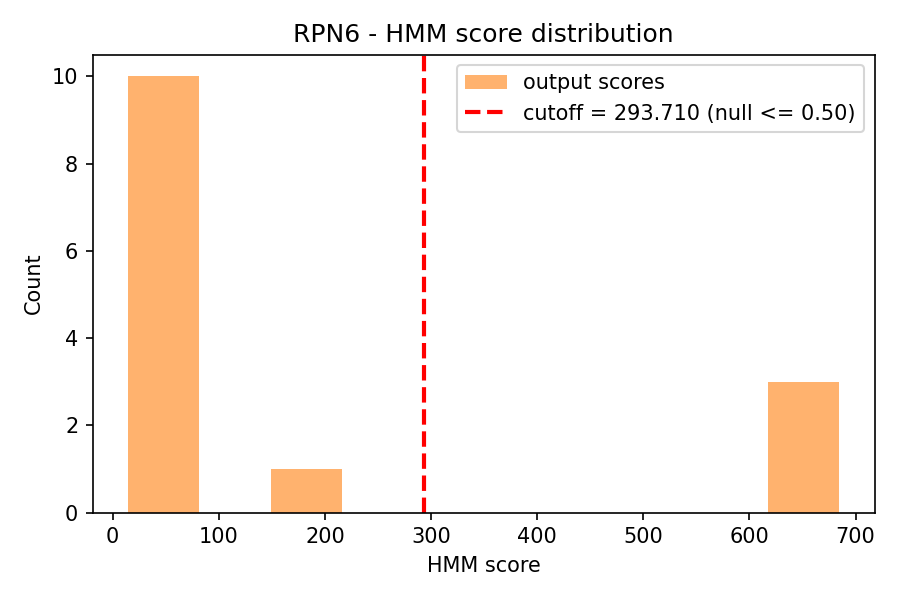 RPN6 - HMM score distribution
output scores
cutoff = 293.710 (null <= 0.50)
Count
10
8
6
4
2
0
0 100 200 300 400 500 600 700
HMM score